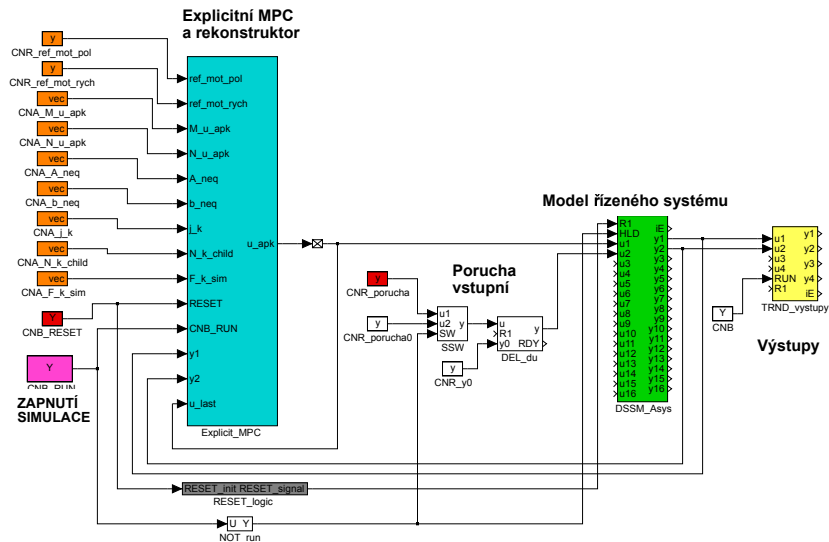 Explicitní MPC
a rekonstruktor
y
CNR_ref_mot_pol
y
CNR_ref_mot_rych
vec
CNA_M_u_apk
vec
CNA_N_u_apk
vec
CNA_A_neq
vec
CNA_b_neq
vec
CNA_j_k
vec
CNA_N_k_child
vec
CNA_F_k_sim
Y
CNB_RESET
Y
CNB_RUN
ZAPNUTÍ
SIMULACE
ref_mot_pol
ref_mot_rych
M_u_apk
N_u_apk
A_neq
b_neq
j_k
N_k_child
F_k_sim
RESET
CNB_RUN
y1
y2
u_last
u_apk
Explicit_MPC
RESET_init RESET_signal
RESET_logic
U Y
NOT_run
y
CNR_porucha
y
CNR_porucha0
Porucha
vstupní
u1
u2 y
SW
SSW
y
CNR_y0
u
R1
y0
y
RDY
DEL_du
Model řízeného systému
R1
HLD
u1
u2
u3
u4
u5
u6
u7
u8
u9
u10
u11
u12
u13
u14
u15
u16
iE
y1
y2
y3
y4
y5
y6
y7
y8
y9
y10
y11
y12
y13
y14
y15
y16
DSSM_Asys
Y
CNB
u1
u2
u3
u4
RUN
R1
y1
y2
y3
y4
iE
TRND_vystupy
Výstupy